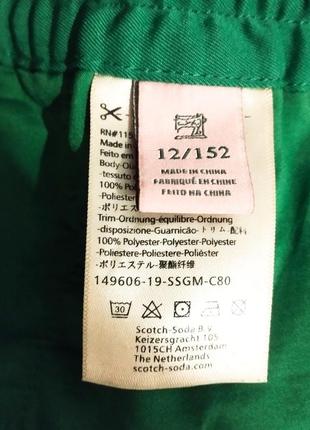 RN#115
12/152
MADE IN CHINA
FABRIQUÉ EN CHINE
FEITO NA CHINA
Made in
Feito em
Body-Ou
-tessuto
100% Pol
-Polieste
-ポリエス
Trim-Ornation-équilibre-Ordnung
-disposizione-Guarnicão-トリム-配料
100% Polyester-Polyester-Polyester
-Poliestere-Poliestere-Poliéster
-ポリエステル-聚酯纤维
149606-19-SSGM-C80
30
Scotch-Soda B.V.
Keizersgracht 105
1015CH Amsterdam
The Netherlands
scotch-soda.com